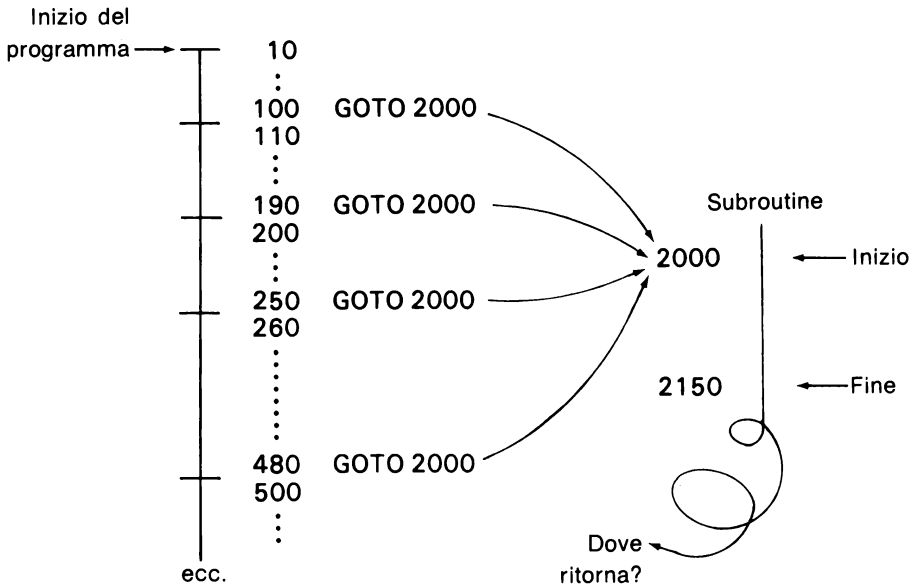 Inizio del
programma
10
100 GOTO 2000
110
190 GOTO 2000
200
250 GOTO 2000
260
480 GOTO 2000
500
ecc.
Subroutine
2000
Inizio
2150
Fine
Dove
ritorna?